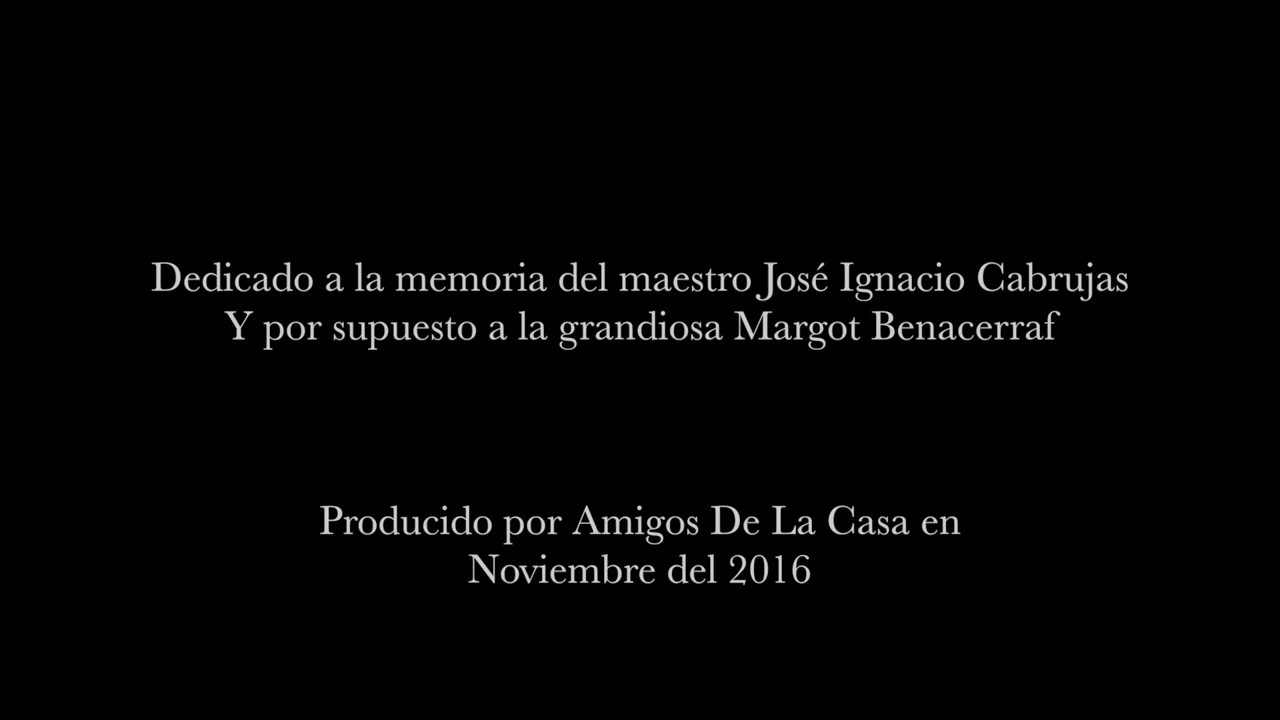 Dedicado a la memoria del maestro José Ignacio Cabrujas
Y por supuesto a la grandiosa Margot Benacerraf
Producido por Amigos De La Casa en
Noviembre del 2016